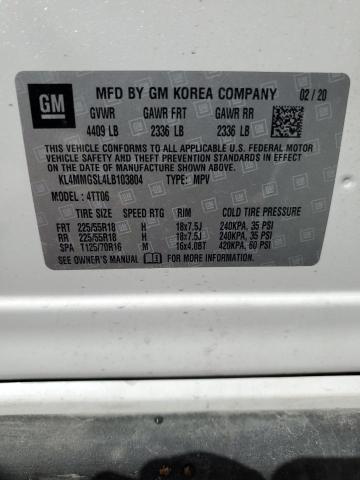 GM
MFD BY GM KOREA COMPANY 02/20
GVWR GAWR FRT GAWR RR
4409 LB 2336 LB 2336 LB
THIS VEHICLE CONFORMS TO ALL APPLICABLE U.S. FEDERAL MOTOR
VEHICLE SAFETY AND THEFT PREVENTION STANDARDS IN EFFECT
ON THE DATE OF MANUFACTURE SHOWN ABOVE.
KL4MMGSL4LB103804 TYPE: MPV
MODEL: 4TT06
TIRE SIZE SPEED RTG RIM COLD TIRE PRESSURE
FRT 225/55R18 H 18x7.5J 240KPA, 35 PSI
RR 225/55R18 H 18x7.5J 240KPA, 35 PSI
SPA T125/70R16 M 16x4.0BT 420KPA, 60 PSI
SEE OWNER'S MANUAL FOR MORE INFORMATION